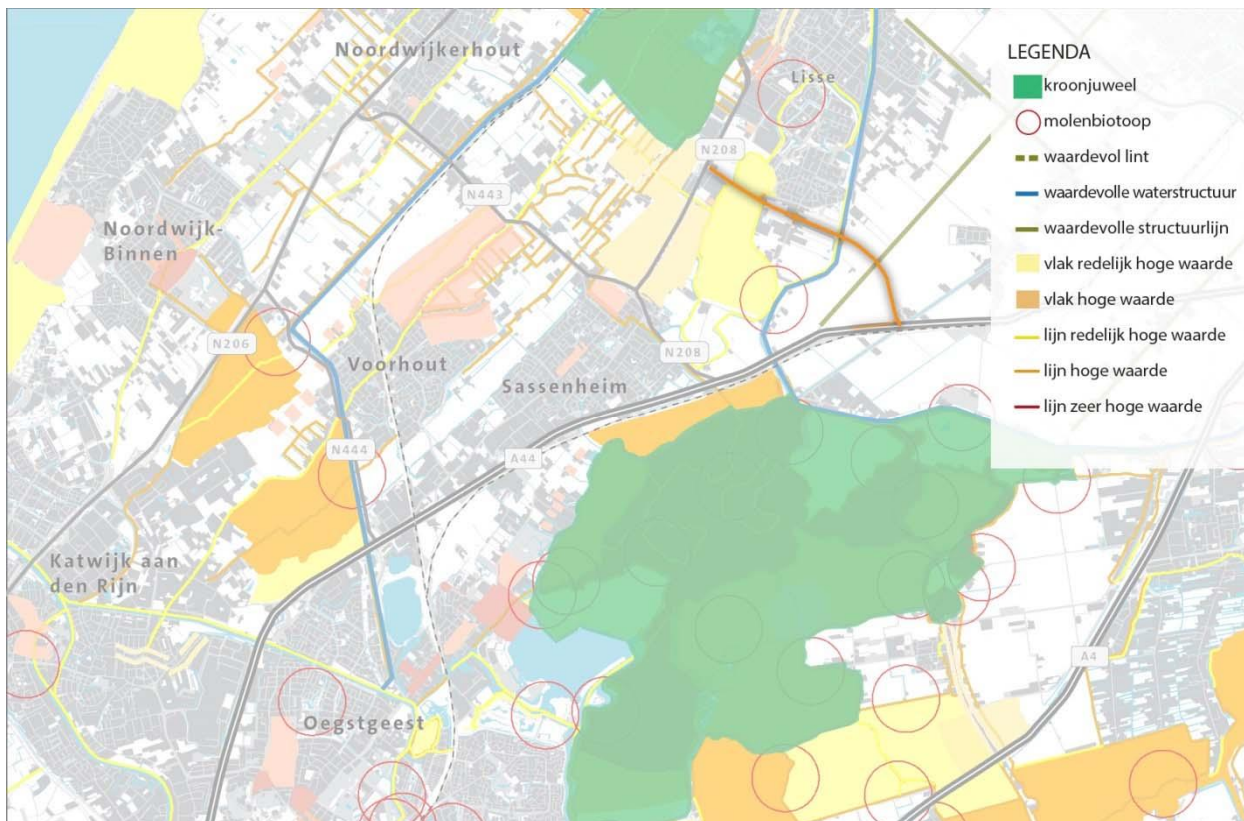 Noordwijkerhout
Lisse
N208
N443
Noordwijk-
Binnen
N206
Voorhout
N208
Sassenheim
N444
A44
Katwijk aan
den Rijn
A4
Oegstgeest
LEGENDA
kroonjuweel
molenbiotoop
waardevol lint
waardevolle waterstructuur
waardevolle structuurlijn
vlak redelijk hoge waarde
vlak hoge waarde
lijn redelijk hoge waarde
lijn hoge waarde
lijn zeer hoge waarde